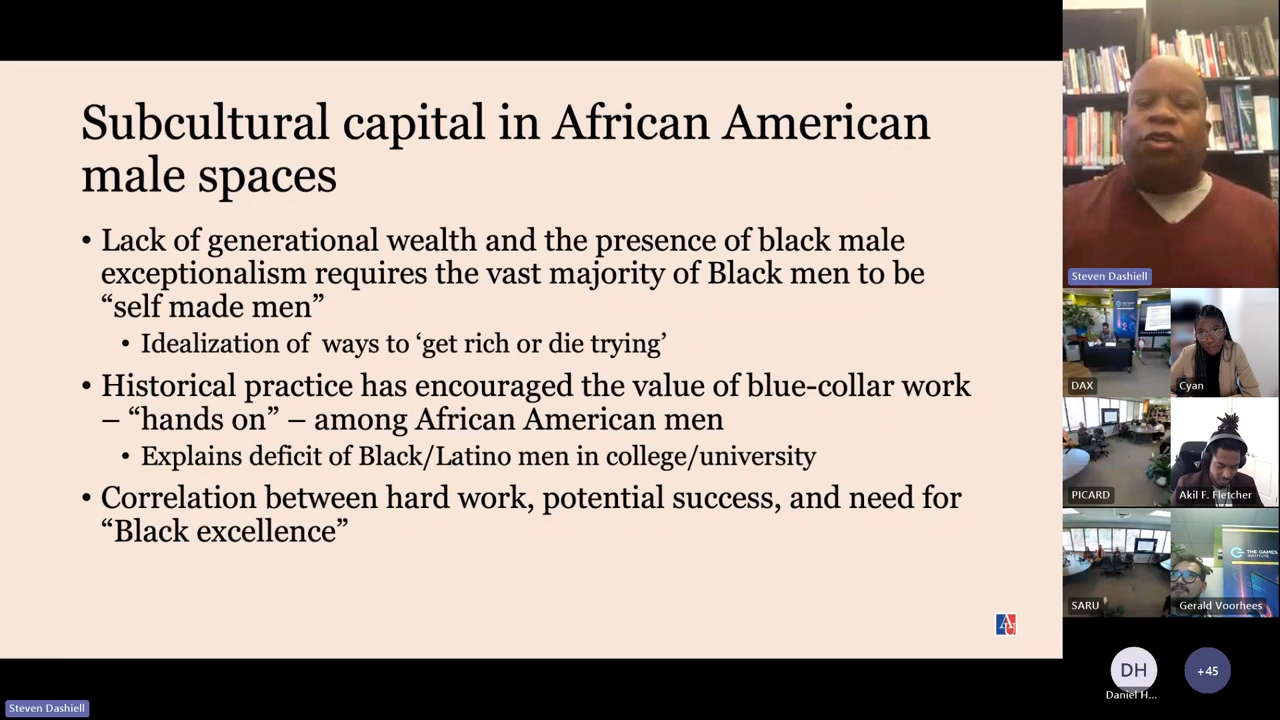 Subcultural capital in African American
male spaces
• Lack of generational wealth and the presence of black male
exceptionalism requires the vast majority of Black men to be
“self made men”
• Idealization of  ways to ‘get rich or die trying’
• Historical practice has encouraged the value of blue-collar work
– “hands on” – among African American men
• Explains deficit of Black/Latino men in college/university
• Correlation between hard work, potential success, and need for
“Black excellence”
Steven Dashiell
Steven Dashiell
DAX
Cyan
PICARD
Akil F. Fletcher
SARU
THE GAMES
INSTITUTE
Gerald Voorhees
DH
Daniel H...
+45